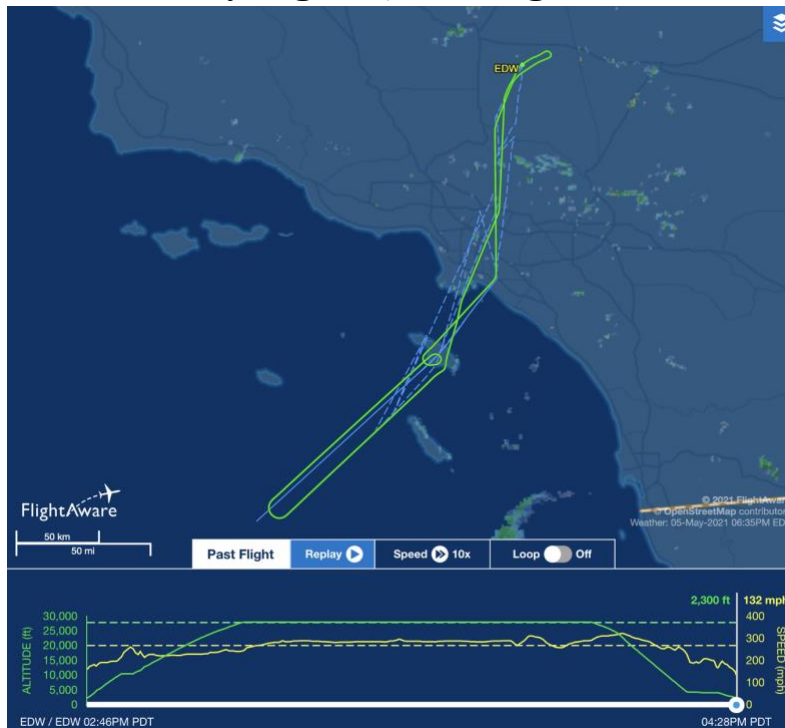 EDW
FlightAware
50 km
50 mi
© 2021 FlightAware
© OpenStreetMap contributor
Weather: 05-May-2021 06:35PM ED
Past Flight
Replay
Speed
10x
Loop
Off
2,300 ft
132 mph
30,000
25,000
20,000
15,000
10,000
5,000
0
ALTITUDE (ft)
400
300
200
100
0
SPEED (mph)
EDW / EDW 02:46PM PDT
04:28PM PDT